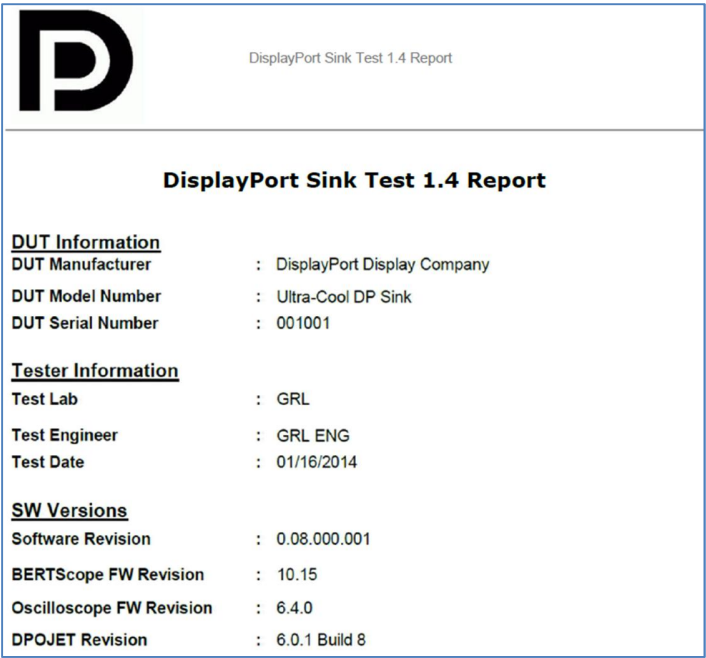 DisplayPort Sink Test 1.4 Report
DisplayPort Sink Test 1.4 Report
DUT Information
DUT Manufacturer : DisplayPort Display Company
DUT Model Number : Ultra-Cool DP Sink
DUT Serial Number : 001001
Tester Information
Test Lab : GRL
Test Engineer : GRL ENG
Test Date : 01/16/2014
SW Versions
Software Revision : 0.08.000.001
BERTScope FW Revision : 10.15
Oscilloscope FW Revision : 6.4.0
DPOJET Revision : 6.0.1 Build 8